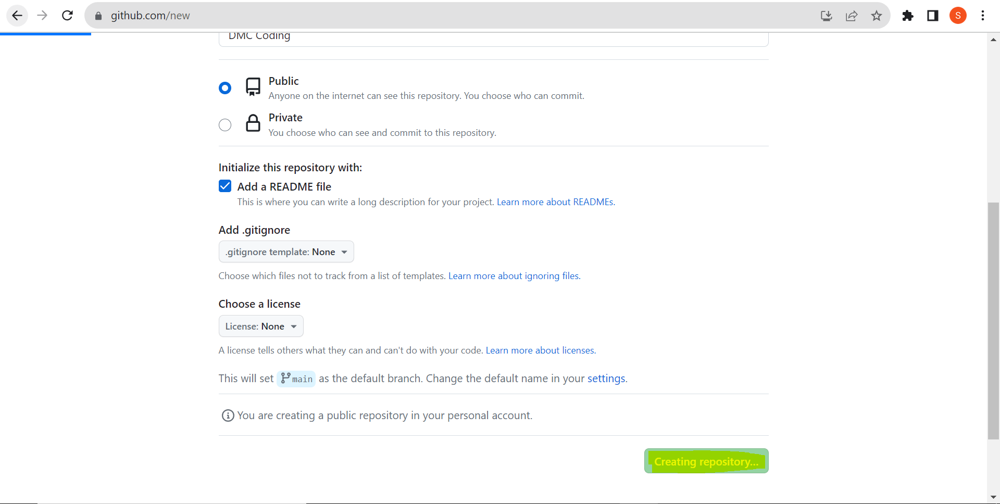 github.com/new
S
DMC Coding
Public
Anyone on the internet can see this repository. You choose who can commit.
Private
You choose who can see and commit to this repository.
Initialize this repository with:
Add a README file
This is where you can write a long description for your project. Learn more about READMEs.
Add .gitignore
.gitignore template: None
Choose which files not to track from a list of templates. Learn more about ignoring files.
Choose a license
License: None
A license tells others what they can and can't do with your code. Learn more about licenses.
This will set main as the default branch. Change the default name in your settings.
You are creating a public repository in your personal account.
Creating repository...